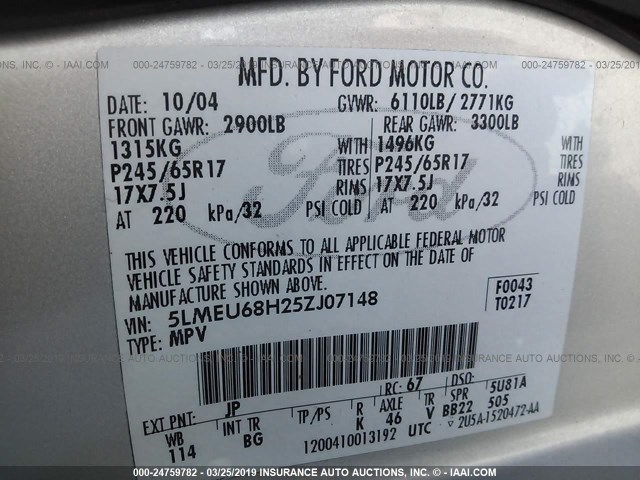 000-24759782 - 03/25/2019 INSURANCE AUTO AUCTIONS - I-A-A-I.COM
MFD. BY FORD MOTOR CO.
DATE: 10/04 GVWR: 6110LB/ 2771KG
FRONT GAWR: 2900LB REAR GAWR: 3300LB
1315KG WITH 1496KG WITH
P245/65R17 TIRES P245/65R17 TIRES
17X7.5J RIMS 17X7.5J RIMS
AT 220 kPa/32 PSI COLD AT 220 kPa/32 PSI COLD
Ford
THIS VEHICLE CONFORMS TO ALL APPLICABLE FEDERAL MOTOR
VEHICLE SAFETY STANDARDS IN EFFECT ON THE DATE OF
MANUFACTURE SHOWN ABOVE.
VIN: 5LMEU68H25ZJ07148 F0043
TYPE: MPV T0217
RC: 67 DSO:
EXT PNT: JP 5U81A
WB INT TR TP/PS R AXLE TR SPR 505
114 BG K 46 V BB22
1200410013192 UTC ▽ 2U5A-1520472-AA
000-24759782 - 03/25/2019 INSURANCE AUTO AUCTIONS - I-A-A-I.COM